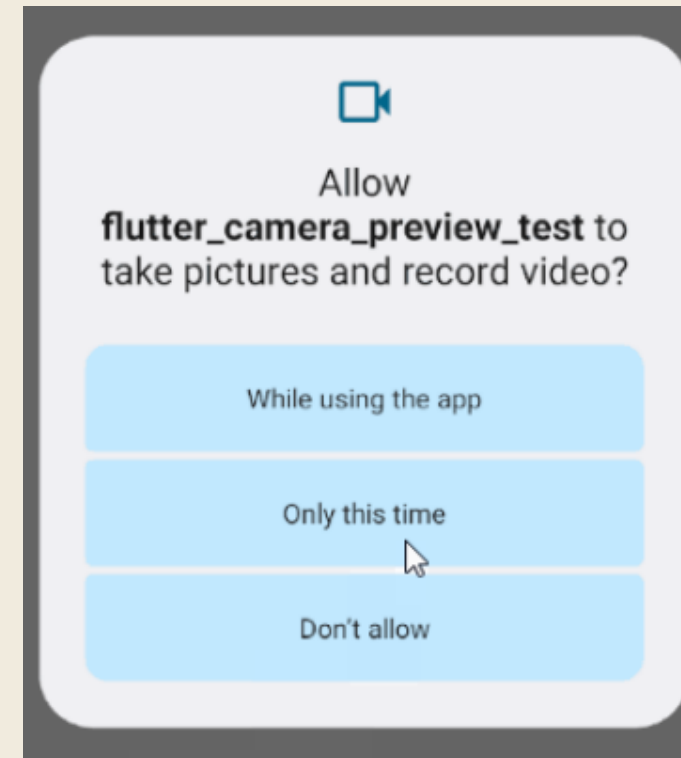 Allow
flutter_camera_preview_test to
take pictures and record video?
While using the app
Only this time
Don't allow